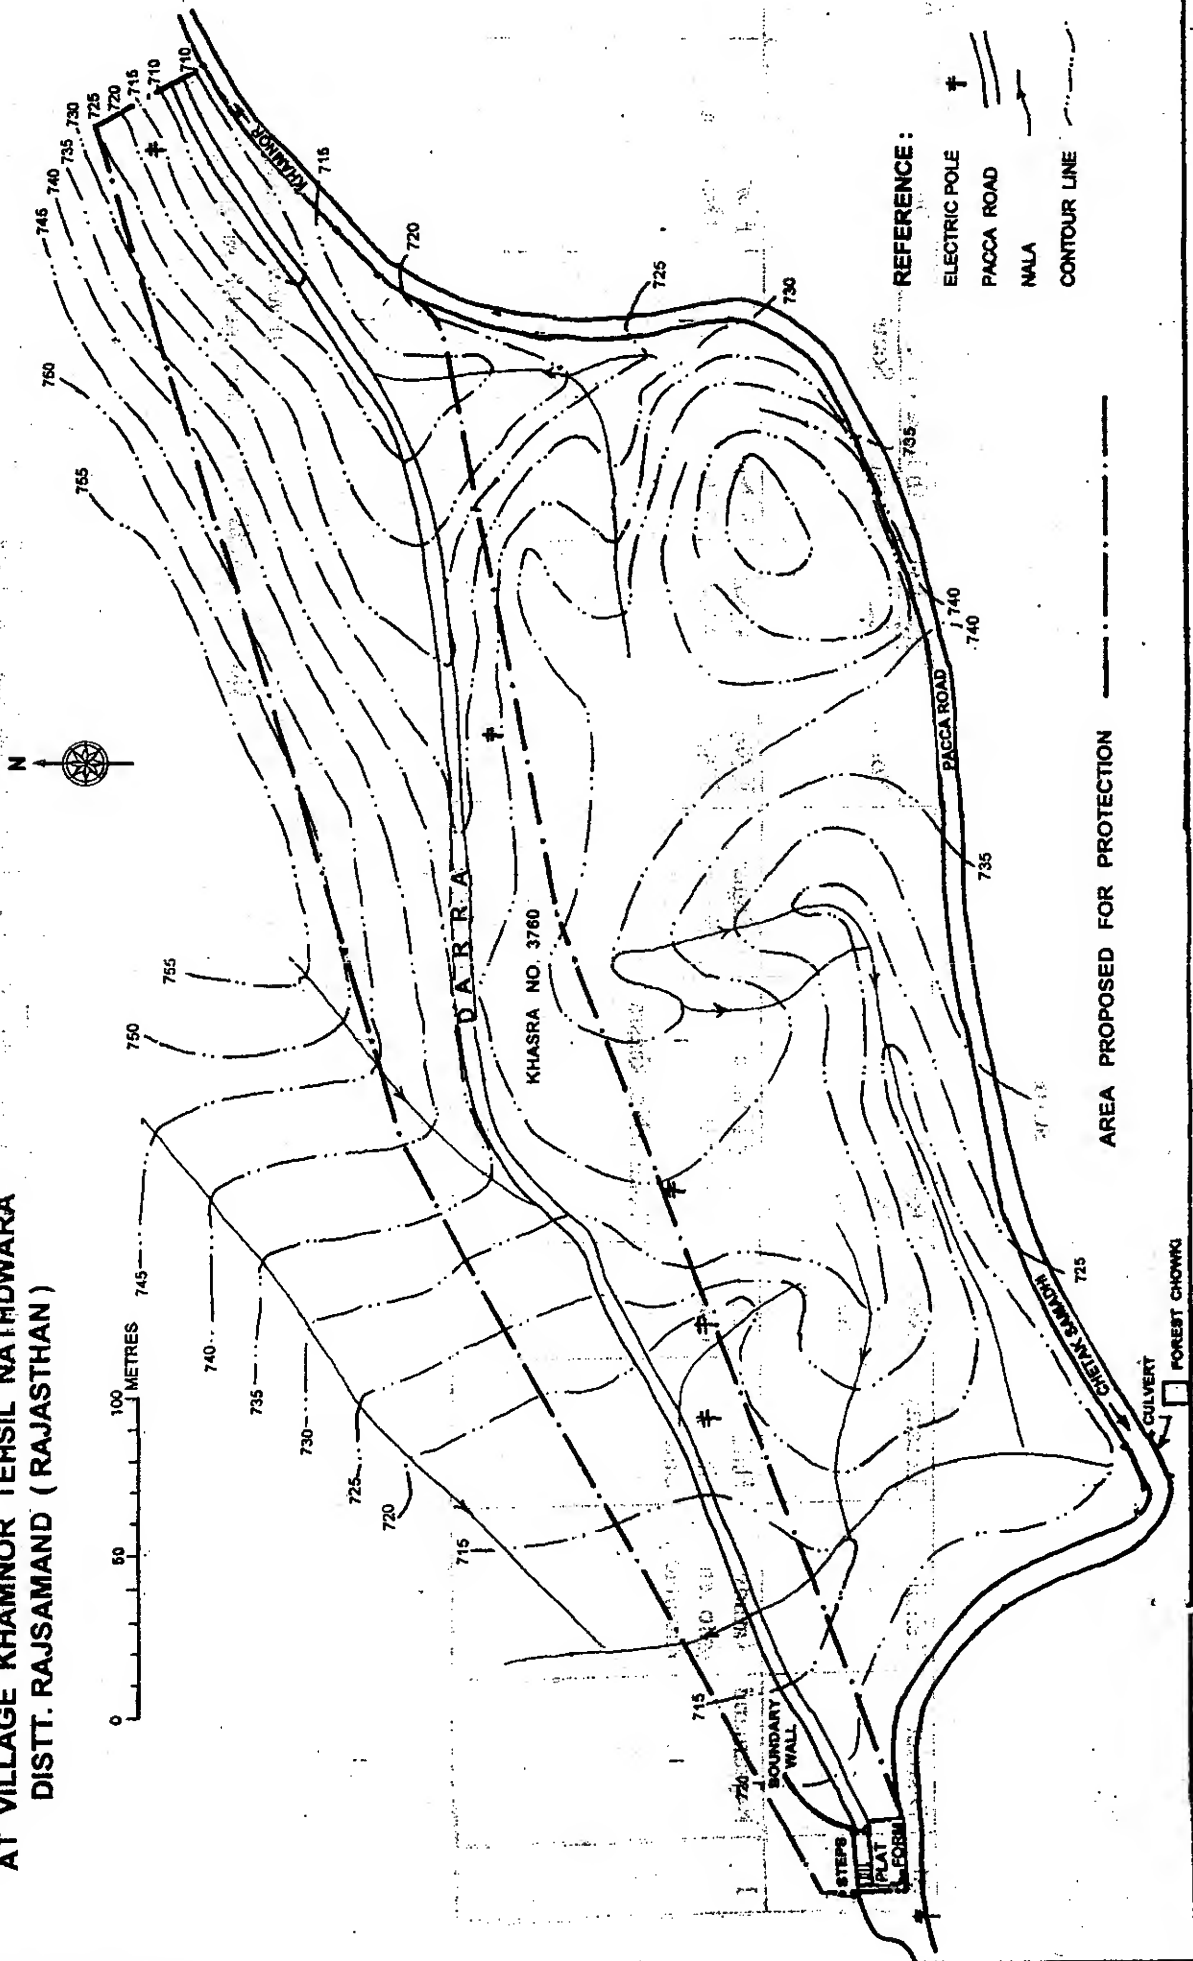 AT VILLAGE KHAMNOR TEHSIL NATHDWARA
DISTT. RAJSAMAND ( RAJASTHAN )
0 50 100 METRES
N
745
740
735
730
725
720
715
715
720
755
750
755
760
745
740
735
730
725
720
715
710
710
KHAMNOR
715
720
725
730
735
740
740
735
725
DARRA
KHASRA NO. 3760
PACCA ROAD
CHETAK SAMADHI
CULVERT
FOREST CHOWKI
BOUNDARY
WALL
STEPS
PLAT
FORM
REFERENCE :
ELECTRIC POLE
PACCA ROAD
NALA
CONTOUR LINE
AREA PROPOSED FOR PROTECTION